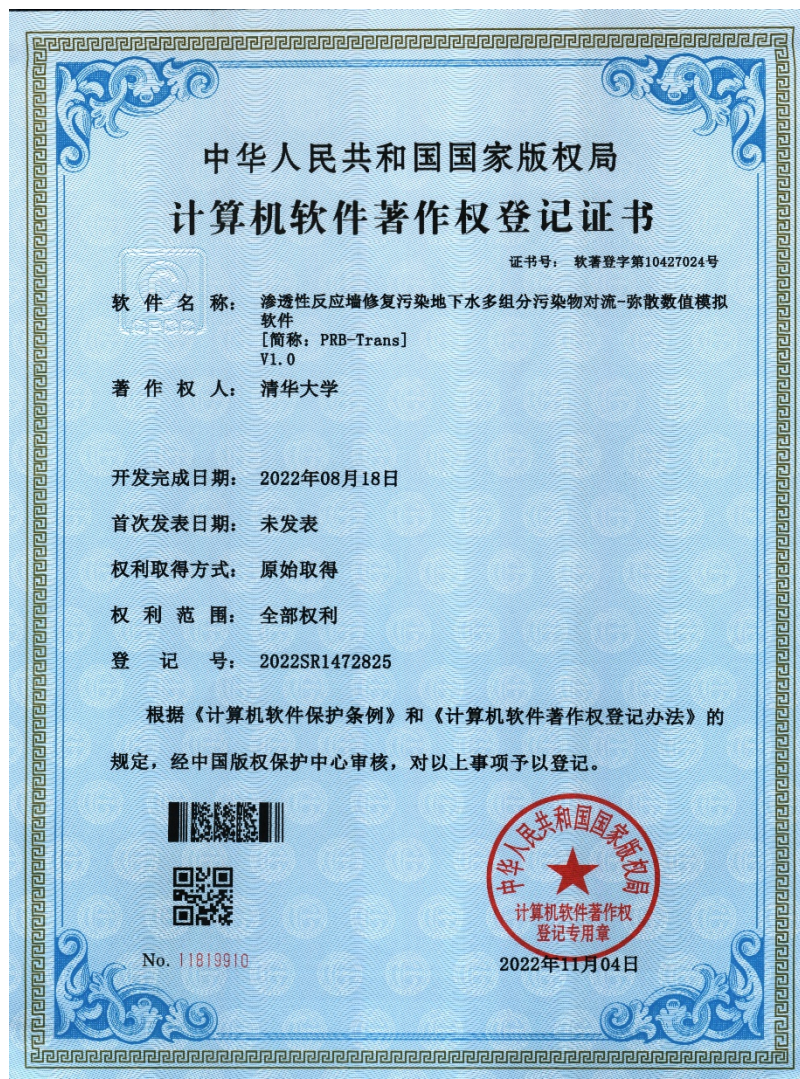 中华人民共和国国家版权局
计算机软件著作权登记证书
证书号： 软著登字第10427024号
软件名称： 渗透性反应墙修复污染地下水多组分污染物对流-弥散数值模拟
软件
[简称：PRB-Trans]
V1.0
著作权人： 清华大学
开发完成日期： 2022年08月18日
首次发表日期： 未发表
权利取得方式： 原始取得
权利范围： 全部权利
登记号： 2022SR1472825
根据《计算机软件保护条例》和《计算机软件著作权登记办法》的
规定，经中国版权保护中心审核，对以上事项予以登记。
中华人民共和国国家版权局
计算机软件著作权
登记专用章
No. 11819910
2022年11月04日